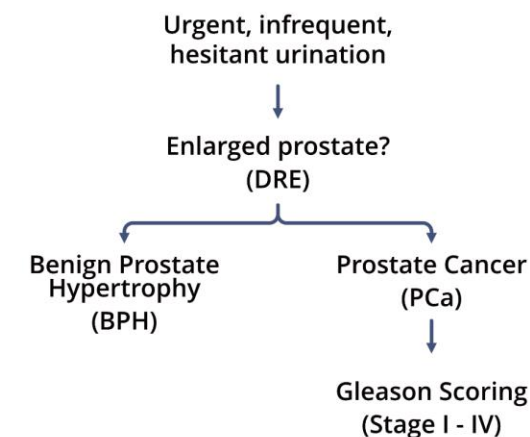 Urgent, infrequent,
hesitant urination
Enlarged prostate?
(DRE)
Benign Prostate
Hypertrophy
(BPH)
Prostate Cancer
(PCa)
Gleason Scoring
(Stage I - IV)